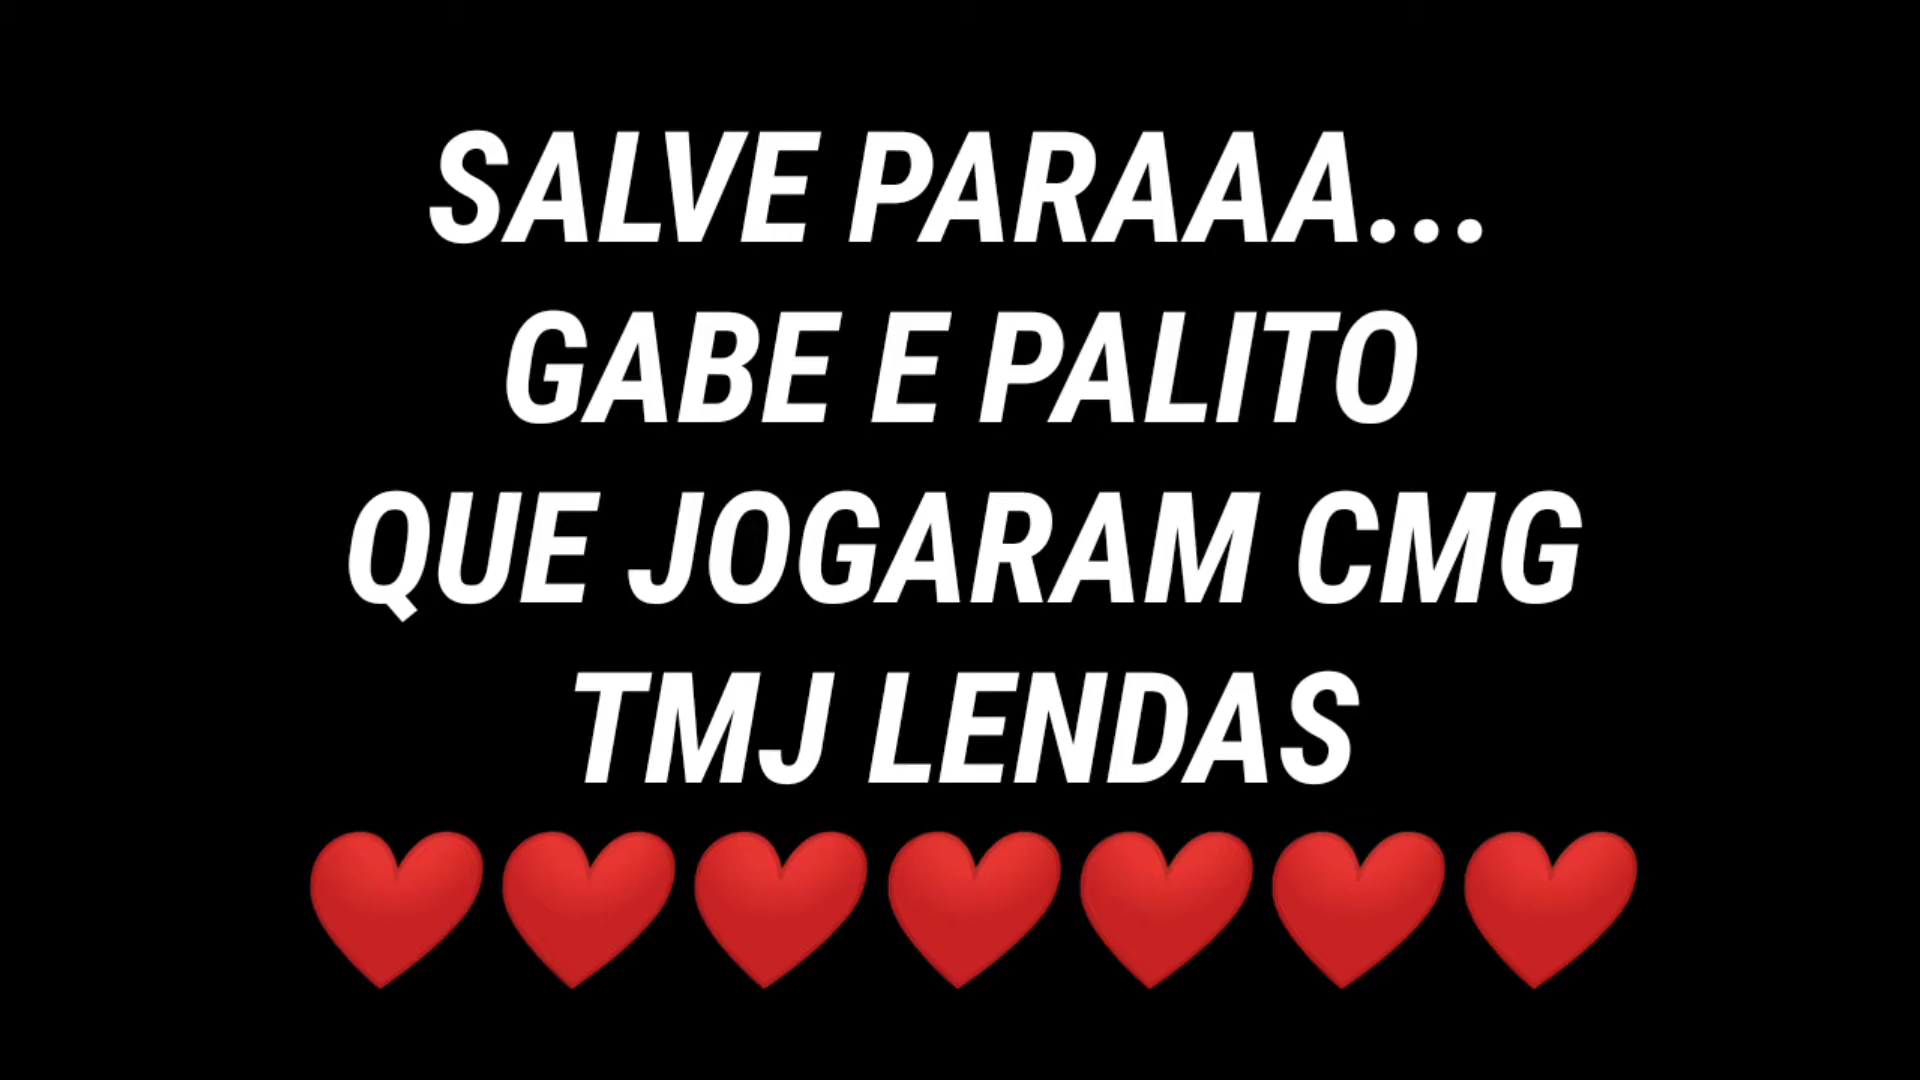 SALVE PARAAA...
GABE E PALITO
QUE JOGARAM CMG
TMJ LENDAS
❤️❤️❤️❤️❤️❤️❤️